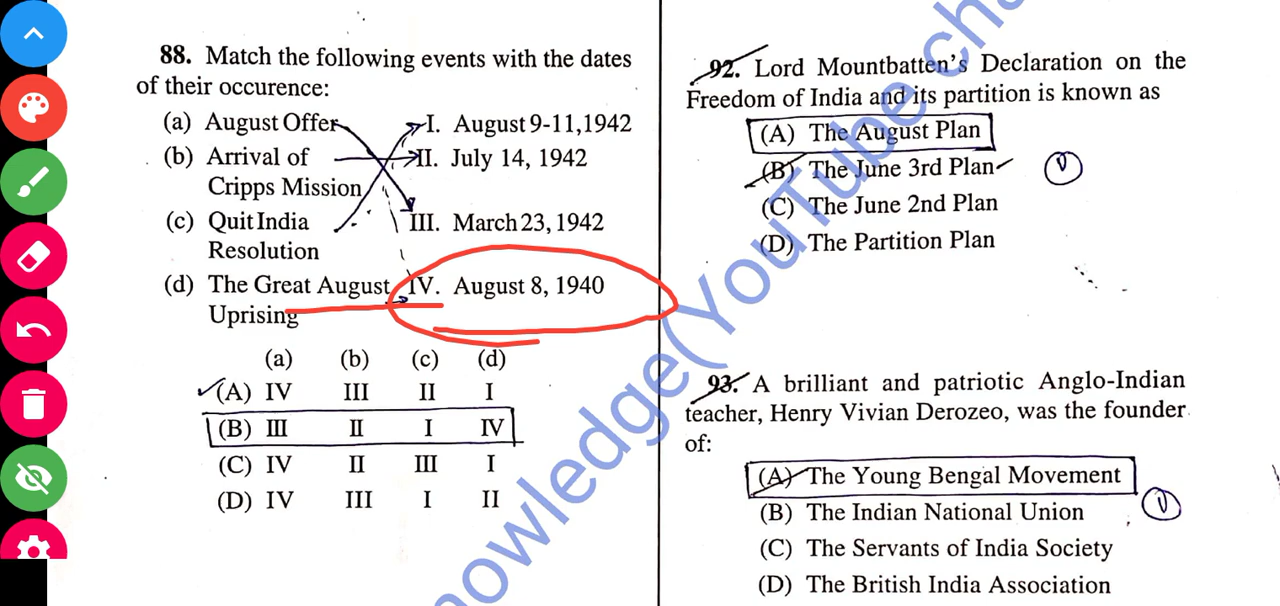 88. Match the following events with the dates
of their occurence:
(a) August Offer I. August 9-11, 1942
(b) Arrival of II. July 14, 1942
Cripps Mission
(c) Quit India III. March 23, 1942
Resolution
(d) The Great August IV. August 8, 1940
Uprising
(a) (b) (c) (d)
(A) IV III II I
(B) III II I IV
(C) IV II III I
(D) IV III I II
92. Lord Mountbatten's Declaration on the
Freedom of India and its partition is known as
(A) The August Plan
(B) The June 3rd Plan
(C) The June 2nd Plan
(D) The Partition Plan
93. A brilliant and patriotic Anglo-Indian
teacher, Henry Vivian Derozeo, was the founder
of:
(A) The Young Bengal Movement
(B) The Indian National Union
(C) The Servants of India Society
(D) The British India Association
nowledge(YouTube cha